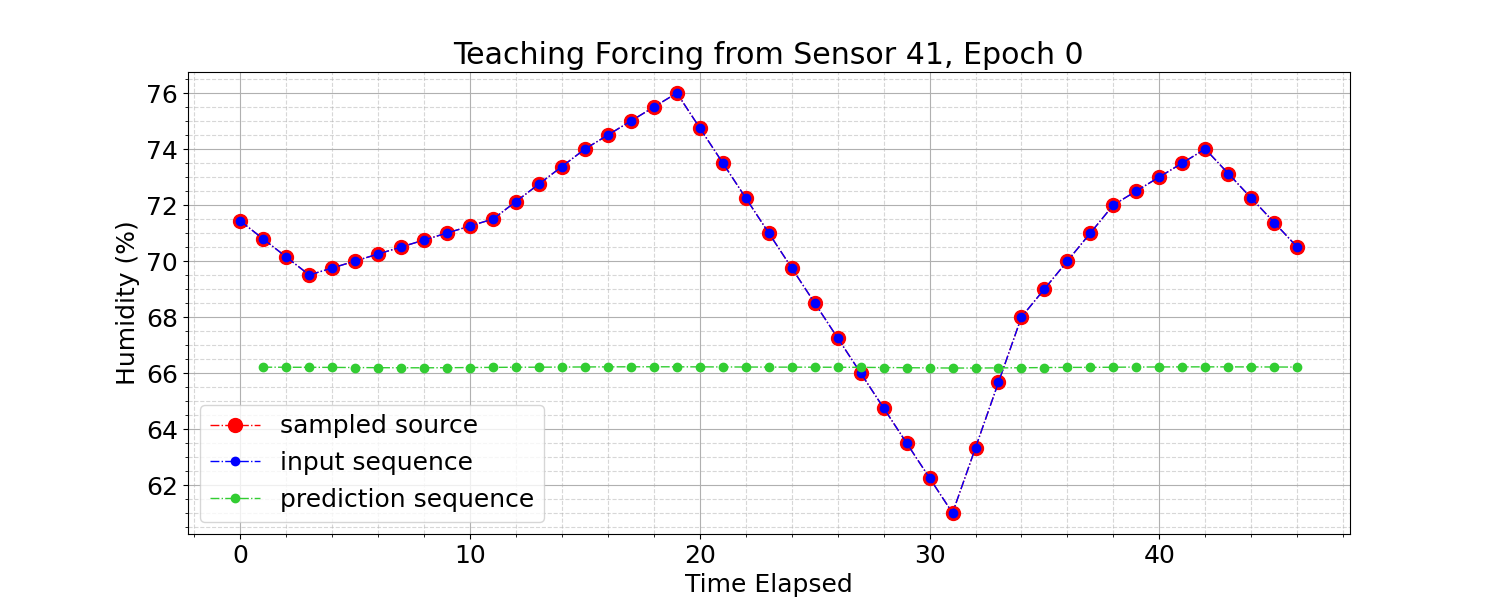 Teaching Forcing from Sensor 41, Epoch 0
Humidity (%)
76
74
72
70
68
66
64
62
sampled source
input sequence
prediction sequence
0 10 20 30 40
Time Elapsed